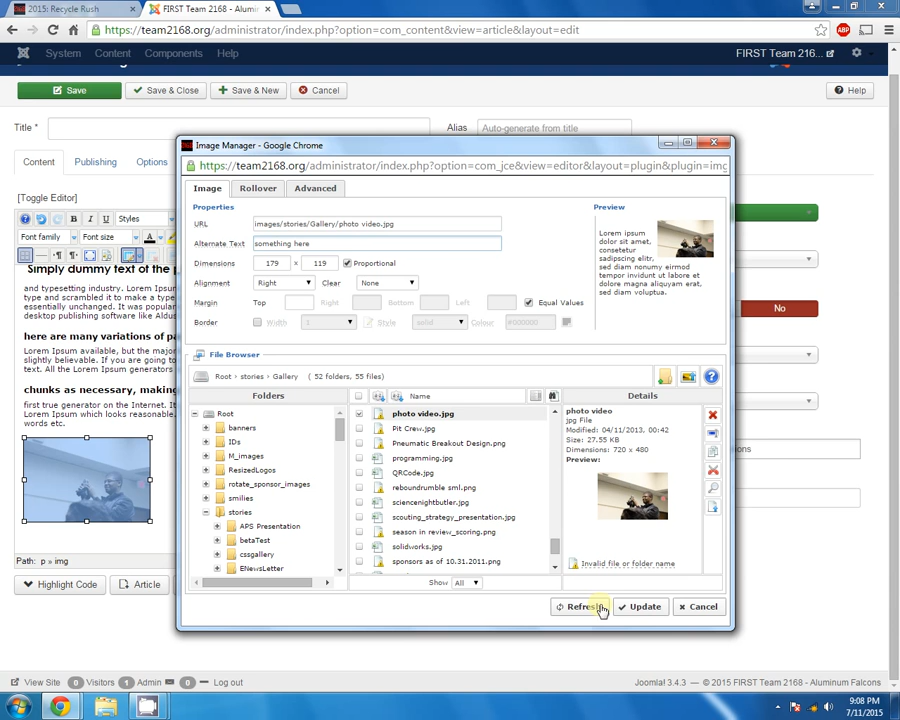 2015: Recycle Rush
FIRST Team 2168 - Alumin
https://team2168.org/administrator/index.php?option=com_content&view=article&layout=edit
ABP
System Content Components Help
FIRST Team 216...
Save
Save & Close
Save & New
Cancel
Help
Title *
Alias
Auto-generate from title
Content
Publishing
Options
[Toggle Editor]
B I U Styles
Font family
Font size
A
Simply dummy text of the p
and typesetting industry. Lorem Ipsum
type and scrambled it to make a type
essentially unchanged. It was popular
desktop publishing software like Aldus
here are many variations of pa
Lorem Ipsum available, but the major
slightly believable. If you are going to
text. All the Lorem Ipsum generators
chunks as necessary, making
first true generator on the Internet. It
Lorem Ipsum which looks reasonable.
words etc.
Path: p » img
Highlight Code
Article
No
ons
Image Manager - Google Chrome
https://team2168.org/administrator/index.php?option=com_jce&view=editor&layout=plugin&plugin=imc
Image
Rollover
Advanced
Properties
URL
images/stories/Gallery/photo video.jpg
Alternate Text
something here
Dimensions
179 × 119
Proportional
Alignment
Right
Clear
None
Margin
Top
Right
Bottom
Left
Equal Values
Border
Width
1
Style
solid
Colour
#000000
Preview
Lorem
ipsum
dolor sit
amet,
consetetur
sadipscing
elitr,
sed diam nonumy eirmod
tempor invidunt ut labore et
dolore magna aliquyam erat,
sed diam voluptua.
File Browser
Root › stories › Gallery ( 52 folders, 55 files)
Folders
Name
Details
Root
banners
IDs
M_images
ResizedLogos
rotate_sponsor_images
smilies
stories
APS Presentation
betaTest
cssgallery
ENewsLetter
photo video.jpg
Pit Crew.jpg
Pneumatic Breakout Design.png
programming.jpg
QRCode.jpg
reboundrumble sml.png
sciencenightbutler.jpg
scouting_strategy_presentation.jpg
season in review_scoring.png
solidworks.jpg
sponsors as of 10.31.2011.png
photo video
jpg File
Modified: 04/11/2013, 00:42
Size: 27.55 KB
Dimensions: 720 x 480
Preview:
Invalid file or folder name
Show All
Refresh
Update
Cancel
View Site
0 Visitors
1 Admin
0
Log out
Joomla! 3.4.3 — © 2015 FIRST Team 2168 - Aluminum Falcons
9:08 PM
7/11/2015